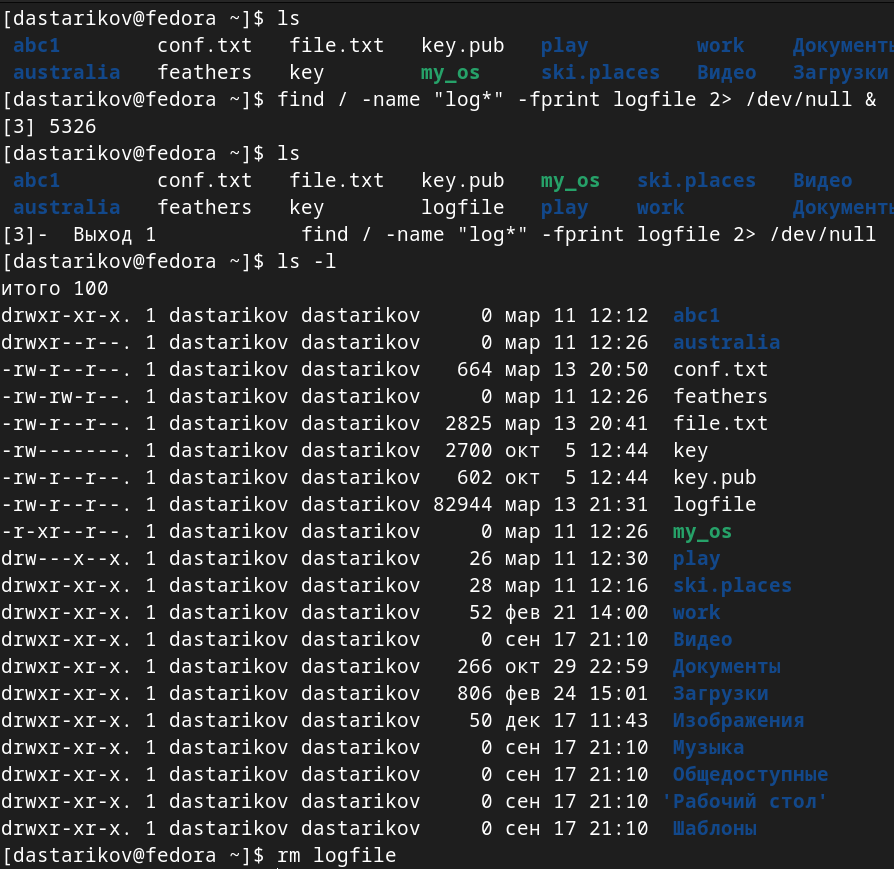 [dastarikov@fedora ~]$ ls
abc1 conf.txt file.txt key.pub play work Документы
australia feathers key my_os ski.places Видео Загрузки
[dastarikov@fedora ~]$ find / -name "log*" -fprint logfile 2> /dev/null &
[3] 5326
[dastarikov@fedora ~]$ ls
abc1 conf.txt file.txt key.pub my_os ski.places Видео
australia feathers key logfile play work Документы
[3]-  Выход 1            find / -name "log*" -fprint logfile 2> /dev/null
[dastarikov@fedora ~]$ ls -l
итого 100
drwxr-xr-x. 1 dastarikov dastarikov     0 мар 11 12:12  abc1
drwxr--r--. 1 dastarikov dastarikov     0 мар 11 12:26  australia
-rw-r--r--. 1 dastarikov dastarikov   664 мар 13 20:50  conf.txt
-rw-rw-r--. 1 dastarikov dastarikov     0 мар 11 12:26  feathers
-rw-r--r--. 1 dastarikov dastarikov  2825 мар 13 20:41  file.txt
-rw-------. 1 dastarikov dastarikov  2700 окт  5 12:44  key
-rw-r--r--. 1 dastarikov dastarikov   602 окт  5 12:44  key.pub
-rw-r--r--. 1 dastarikov dastarikov 82944 мар 13 21:31  logfile
-r-xr--r--. 1 dastarikov dastarikov     0 мар 11 12:26  my_os
drw---x--x. 1 dastarikov dastarikov    26 мар 11 12:30  play
drwxr-xr-x. 1 dastarikov dastarikov    28 мар 11 12:16  ski.places
drwxr-xr-x. 1 dastarikov dastarikov    52 фев 21 14:00  work
drwxr-xr-x. 1 dastarikov dastarikov     0 сен 17 21:10  Видео
drwxr-xr-x. 1 dastarikov dastarikov   266 окт 29 22:59  Документы
drwxr-xr-x. 1 dastarikov dastarikov   806 фев 24 15:01  Загрузки
drwxr-xr-x. 1 dastarikov dastarikov    50 дек 17 11:43  Изображения
drwxr-xr-x. 1 dastarikov dastarikov     0 сен 17 21:10  Музыка
drwxr-xr-x. 1 dastarikov dastarikov     0 сен 17 21:10  Общедоступные
drwxr-xr-x. 1 dastarikov dastarikov     0 сен 17 21:10 'Рабочий стол'
drwxr-xr-x. 1 dastarikov dastarikov     0 сен 17 21:10  Шаблоны
[dastarikov@fedora ~]$ rm logfile